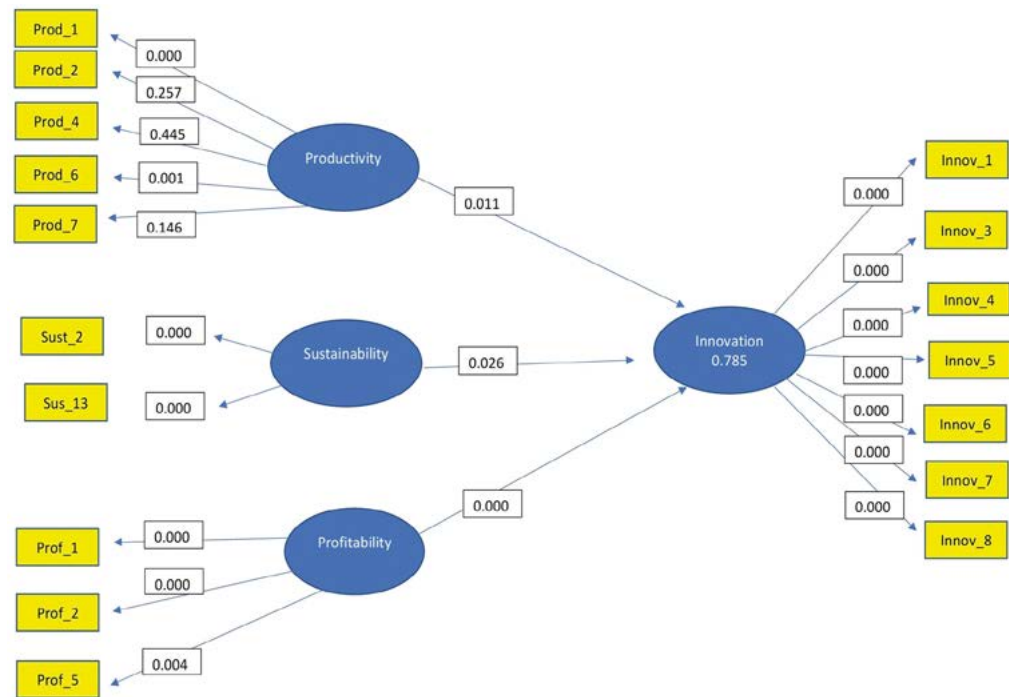 Prod_1
0.000
Prod_2
0.257
Prod_4
0.445
Prod_6
0.001
Prod_7
0.146
Productivity
0.011
Sust_2
0.000
Sus_13
0.000
Sustainability
0.026
Prof_1
0.000
Prof_2
0.000
Prof_5
0.004
Profitability
0.000
Innovation
0.785
0.000
Innov_1
0.000
Innov_3
0.000
Innov_4
0.000
Innov_5
0.000
Innov_6
0.000
Innov_7
0.000
Innov_8